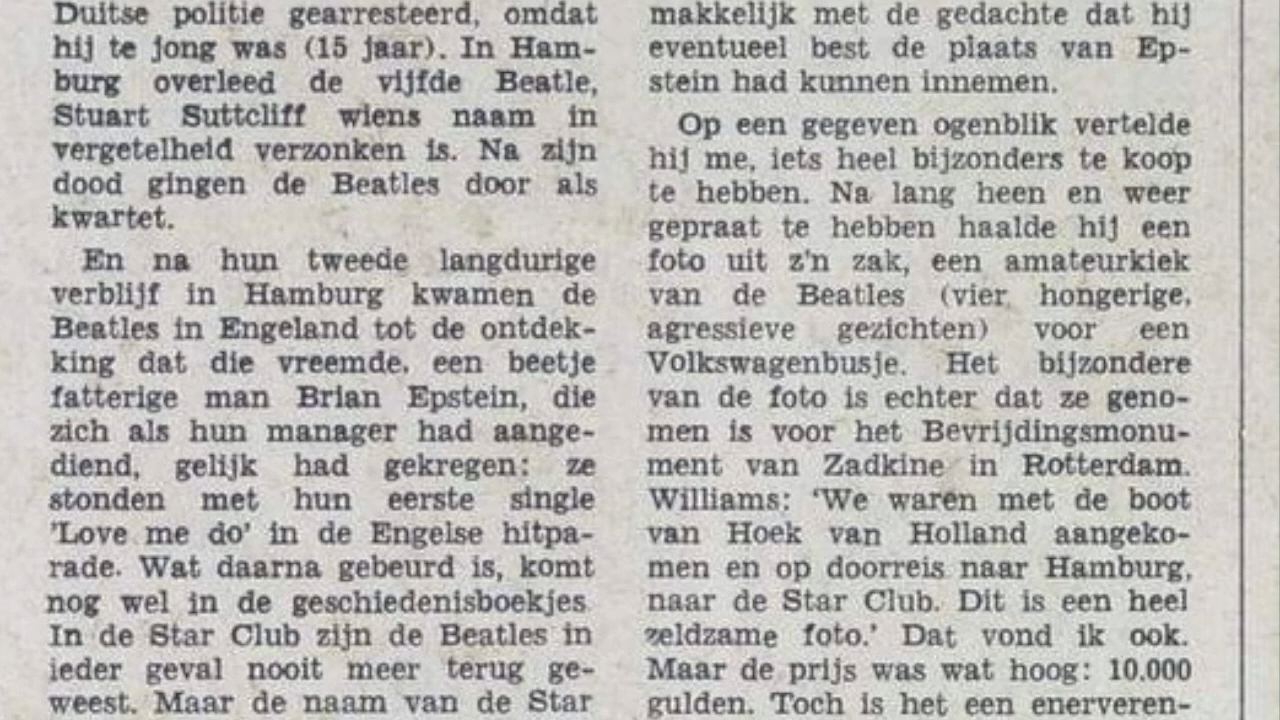 Duitse politie gearresteerd, omdat
hij te jong was (15 jaar). In Ham-
burg overleed de vijfde Beatle,
Stuart Suttcliff wiens naam in
vergetelheid verzonken is. Na zijn
dood gingen de Beatles door als
kwartet.
En na hun tweede langdurige
verblijf in Hamburg kwamen de
Beatles in Engeland tot de ontdek-
king dat die vreemde, een beetje
fatterige man Brian Epstein, die
zich als hun manager had aange-
diend, gelijk had gekregen: ze
stonden met hun eerste single
'Love me do' in de Engelse hitpa-
rade. Wat daarna gebeurd is, komt
nog wel in de geschiedenisboekjes
In de Star Club zijn de Beatles in
ieder geval nooit meer terug ge-
weest. Maar de naam van de Star
makkelijk met de gedachte dat hij
eventueel best de plaats van Ep-
stein had kunnen innemen.
Op een gegeven ogenblik vertelde
hij me, iets heel bijzonders te koop
te hebben. Na lang heen en weer
gepraat te hebben haalde hij een
foto uit z'n zak, een amateurkiek
van de Beatles (vier hongerige,
agressieve gezichten) voor een
Volkswagenbusje. Het bijzondere
van de foto is echter dat ze geno-
men is voor het Bevrijdingsmonu-
ment van Zadkine in Rotterdam.
Williams: 'We waren met de boot
van Hoek van Holland aangeko-
men en op doorreis naar Hamburg,
naar de Star Club. Dit is een heel
zeldzame foto.' Dat vond ik ook.
Maar de prijs was wat hoog: 10.000
gulden. Toch is het een enerveren-